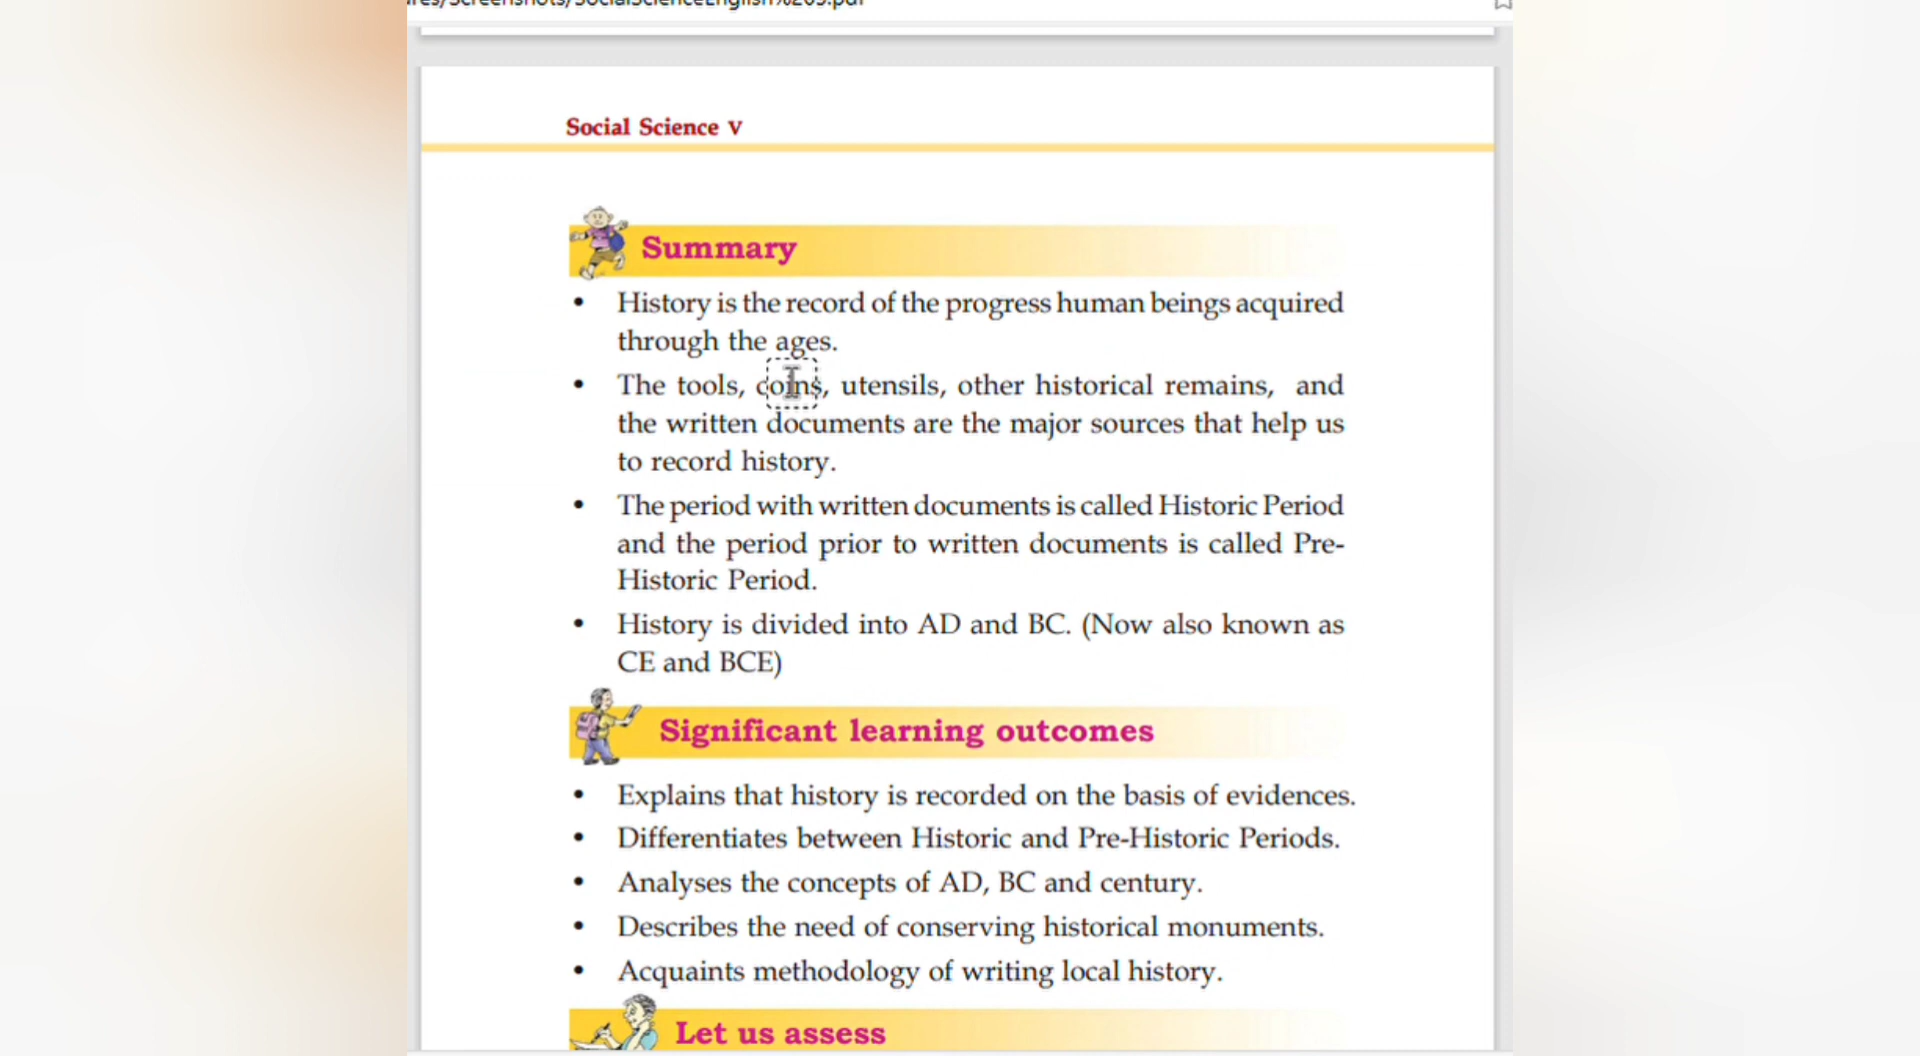 Social Science V
Summary
• History is the record of the progress human beings acquired
through the ages.
• The tools, coins, utensils, other historical remains, and
the written documents are the major sources that help us
to record history.
• The period with written documents is called Historic Period
and the period prior to written documents is called Pre-
Historic Period.
• History is divided into AD and BC. (Now also known as
CE and BCE)
Significant learning outcomes
• Explains that history is recorded on the basis of evidences.
• Differentiates between Historic and Pre-Historic Periods.
• Analyses the concepts of AD, BC and century.
• Describes the need of conserving historical monuments.
• Acquaints methodology of writing local history.
Let us assess